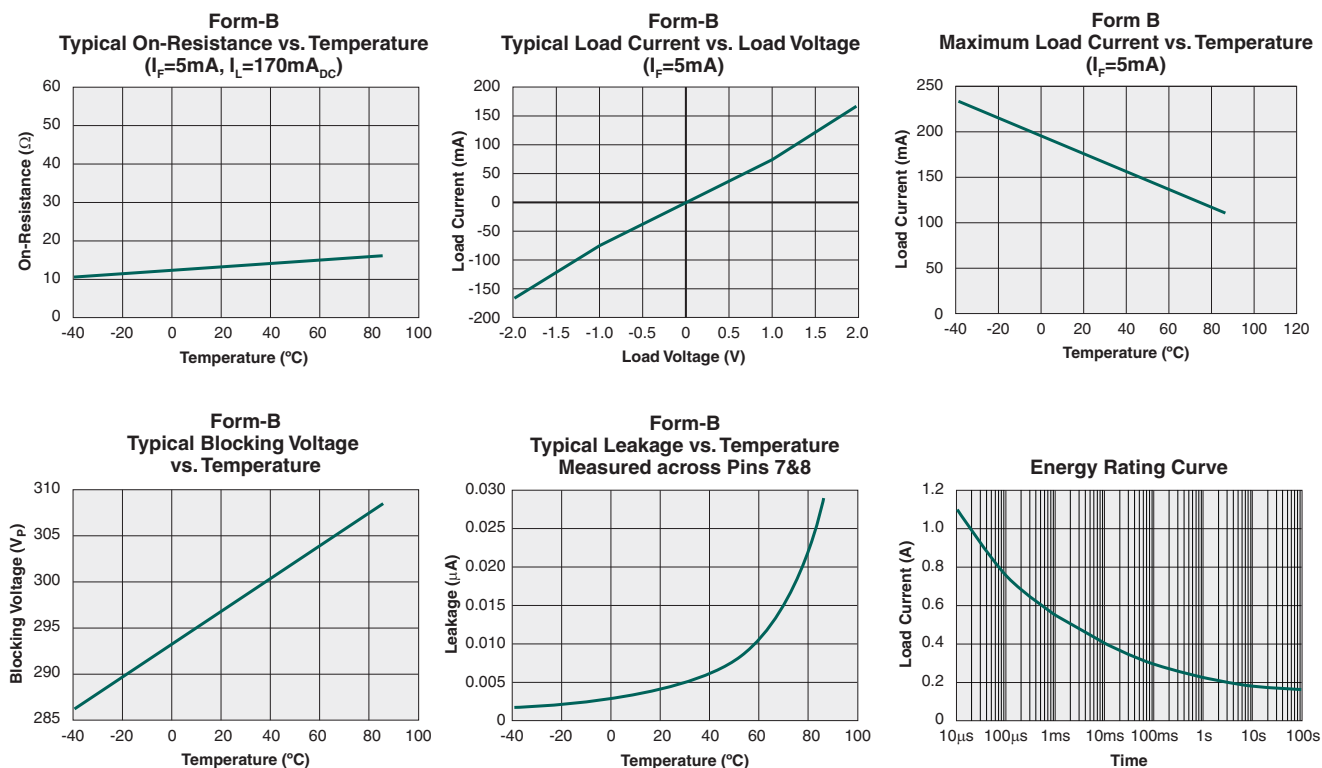 Form-B
Typical On-Resistance vs. Temperature
(IF=5mA, IL=170mADC)
On-Resistance (Ω)
60
50
40
30
20
10
0
-40 -20 0 20 40 60 80 100
Temperature (ºC)
Form-B
Typical Load Current vs. Load Voltage
(IF=5mA)
Load Current (mA)
200
150
100
50
0
-50
-100
-150
-200
-2.0 -1.5 -1.0 -0.5 0 0.5 1.0 1.5 2.0
Load Voltage (V)
Form B
Maximum Load Current vs. Temperature
(IF=5mA)
Load Current (mA)
250
200
150
100
50
0
-40 -20 0 20 40 60 80 100 120
Temperature (ºC)
Form-B
Typical Blocking Voltage
vs. Temperature
Blocking Voltage (VP)
310
305
300
295
290
285
-40 -20 0 20 40 60 80 100
Temperature (ºC)
Form-B
Typical Leakage vs. Temperature
Measured across Pins 7&8
Leakage (μA)
0.030
0.025
0.020
0.015
0.010
0.005
0
-40 -20 0 20 40 60 80 100
Temperature (ºC)
Energy Rating Curve
Load Current (A)
1.2
1.0
0.8
0.6
0.4
0.2
0
10μs 100μs 1ms 10ms 100ms 1s 10s 100s
Time